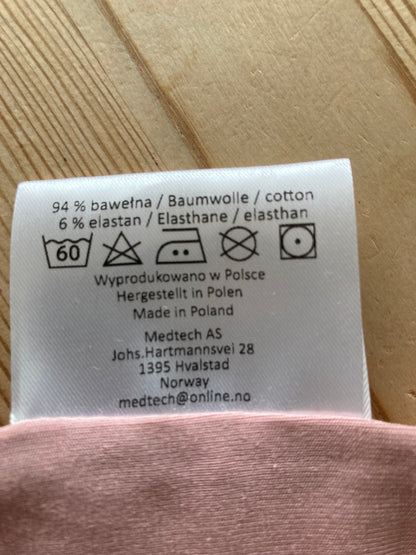 94 % bawełna / Baumwolle / cotton
6 % elastan / Elasthane / elasthan
60
Wyprodukowano w Polsce
Hergestellt in Polen
Made in Poland
Medtech AS
Johs.Hartmannsvei 28
1395 Hvalstad
Norway
medtech@online.no